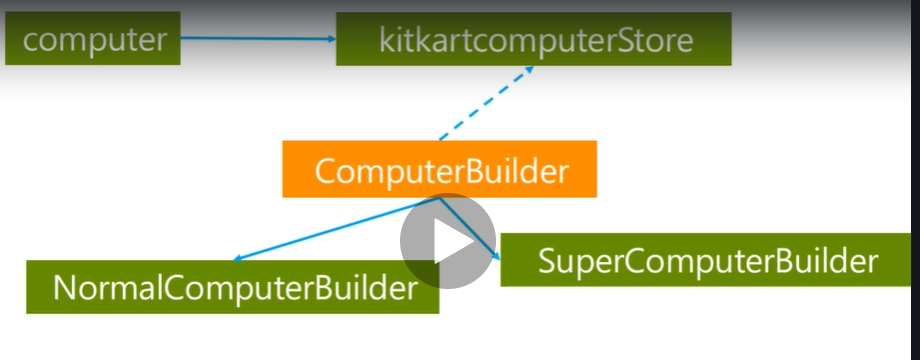 computer
kitkartcomputerStore
ComputerBuilder
SuperComputerBuilder
NormalComputerBuilder